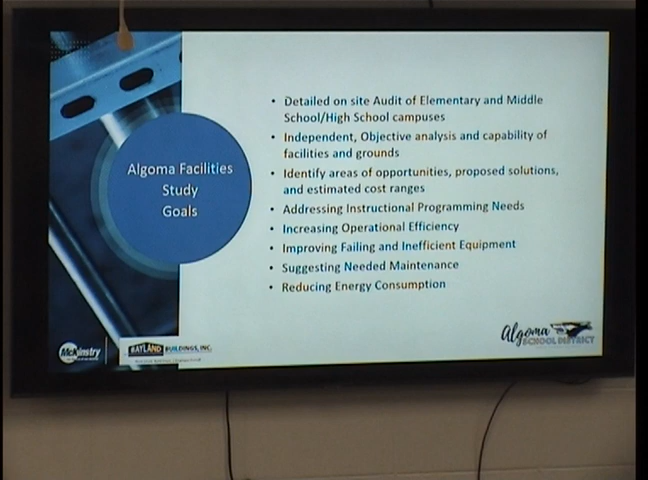 Algoma Facilities
Study
Goals
• Detailed on site Audit of Elementary and Middle
School/High School campuses
• Independent, Objective analysis and capability of
facilities and grounds
• Identify areas of opportunities, proposed solutions,
and estimated cost ranges
• Addressing Instructional Programming Needs
• Increasing Operational Efficiency
• Improving Failing and Inefficient Equipment
• Suggesting Needed Maintenance
• Reducing Energy Consumption
McKinstry
BAYLAND BUILDINGS, INC.
Algoma
SCHOOL DISTRICT